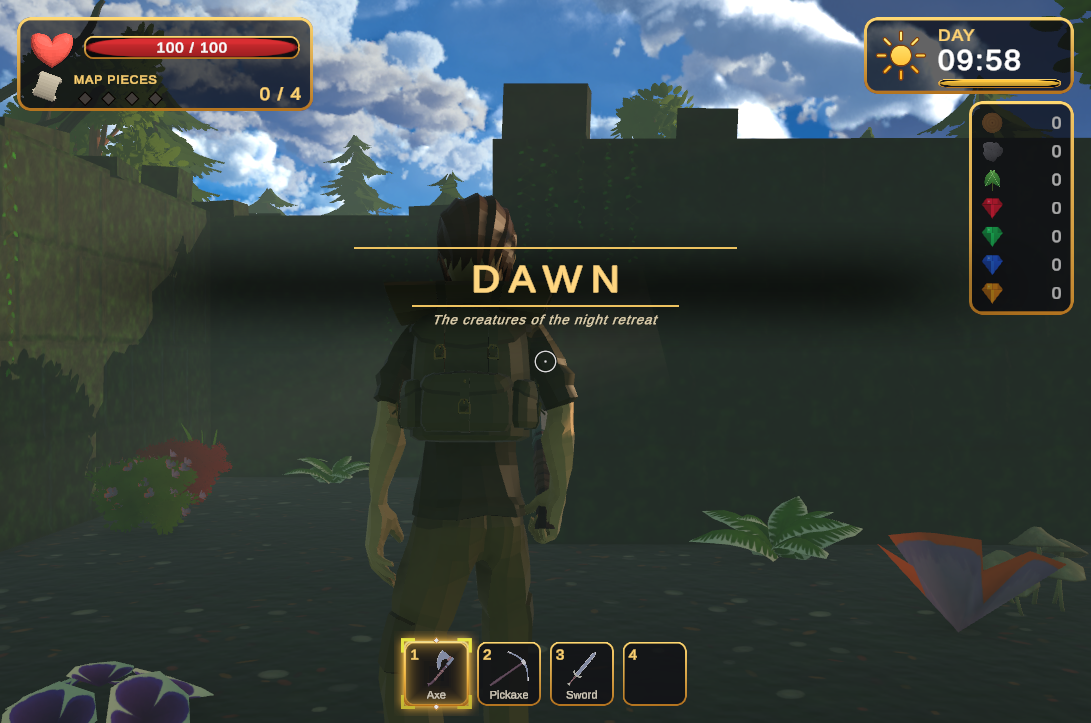 100 / 100
MAP PIECES
0 / 4
DAY
09:58
0
0
0
0
0
0
0
DAWN
The creatures of the night retreat
1
Axe
2
Pickaxe
3
Sword
4